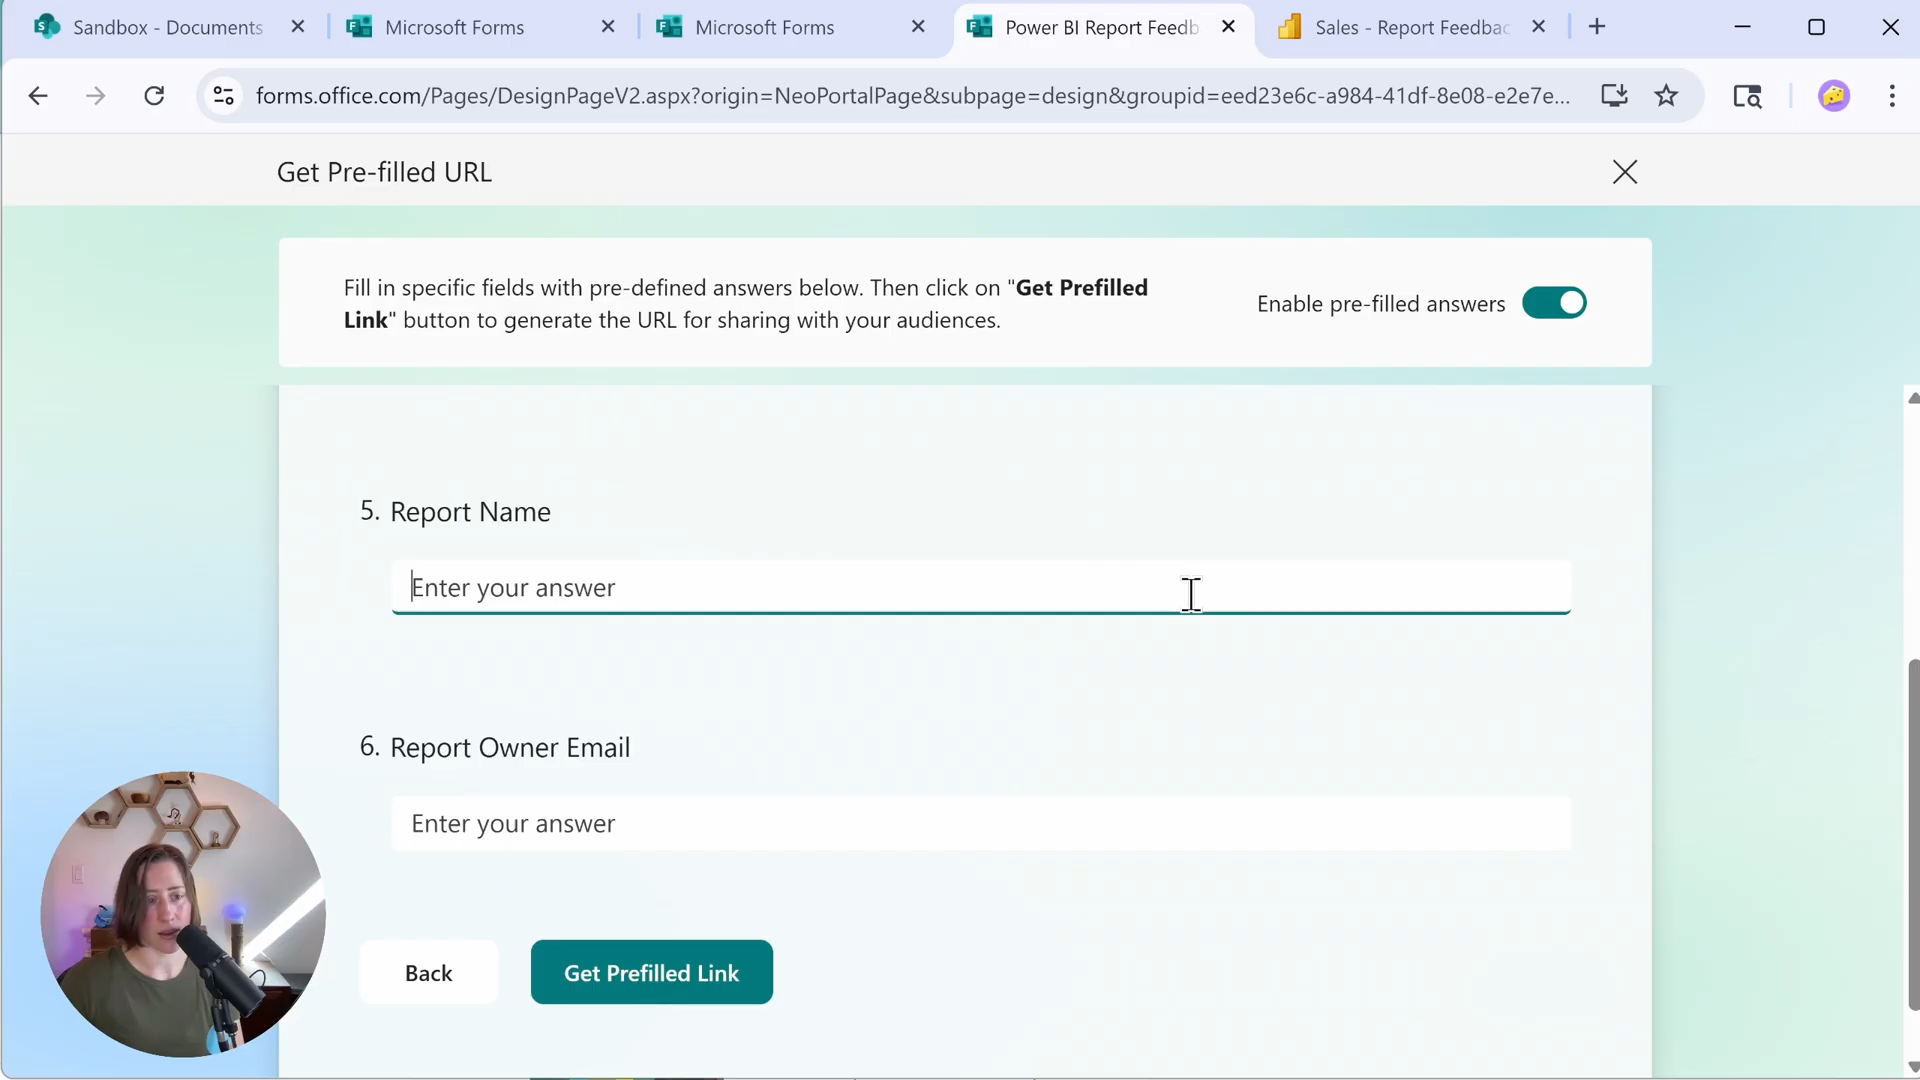 Sandbox - Documents
Microsoft Forms
Microsoft Forms
Power BI Report Feedb
Sales - Report Feedbac
forms.office.com/Pages/DesignPageV2.aspx?origin=NeoPortalPage&subpage=design&groupid=eed23e6c-a984-41df-8e08-e2e7e...
Get Pre-filled URL
Fill in specific fields with pre-defined answers below. Then click on "Get Prefilled
Link" button to generate the URL for sharing with your audiences.
Enable pre-filled answers
5. Report Name
Enter your answer
6. Report Owner Email
Enter your answer
Back
Get Prefilled Link